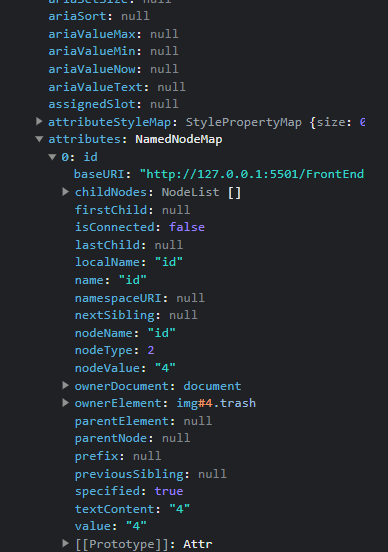 ariaSort: null
ariaValueMax: null
ariaValueMin: null
ariaValueNow: null
ariaValueText: null
assignedSlot: null
attributeStyleMap: StylePropertyMap {size: 0
attributes: NamedNodeMap
0: id
baseURI: "http://127.0.0.1:5501/FrontEnd
childNodes: NodeList []
firstChild: null
isConnected: false
lastChild: null
localName: "id"
name: "id"
namespaceURI: null
nextSibling: null
nodeName: "id"
nodeType: 2
nodeValue: "4"
ownerDocument: document
ownerElement: img#4.trash
parentElement: null
parentNode: null
prefix: null
previousSibling: null
specified: true
textContent: "4"
value: "4"
[[Prototype]]: Attr